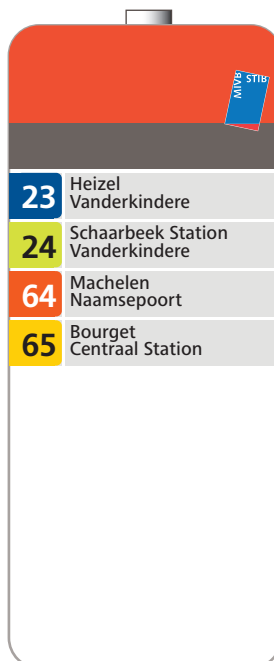 MIVB STIB
23 Heizel
Vanderkindere
24 Schaarbeek Station
Vanderkindere
64 Machelen
Naamsepoort
65 Bourget
Centraal Station